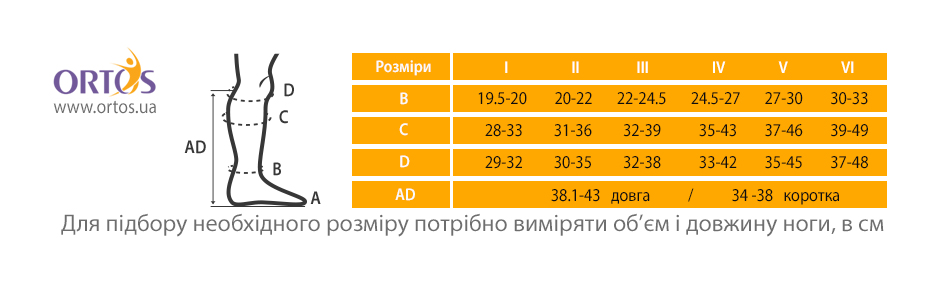 ORTOS
www.ortos.ua
D
C
AD
B
A
Розміри I II III IV V VI
B 19.5-20 20-22 22-24.5 24.5-27 27-30 30-33
C 28-33 31-36 32-39 35-43 37-46 39-49
D 29-32 30-35 32-38 33-42 35-45 37-48
AD 38.1-43 довга / 34 -38 коротка
Для підбору необхідного розміру потрібно виміряти об’єм і довжину ноги, в см